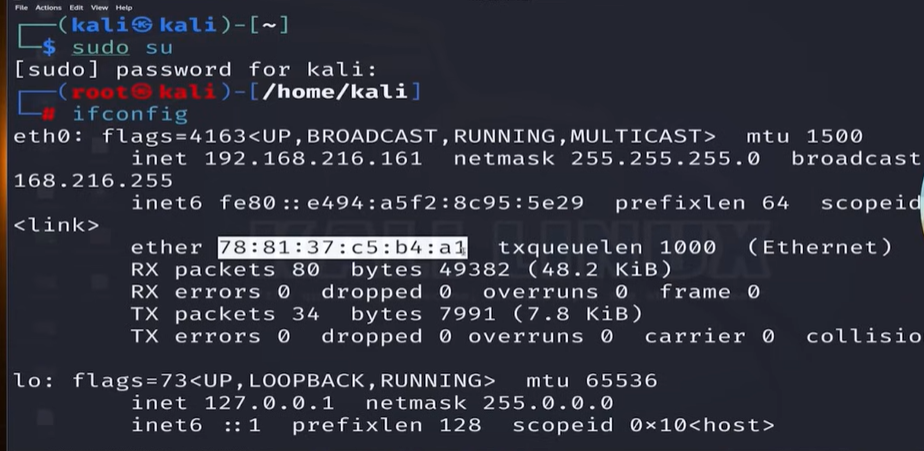 File Actions Edit View Help
┌──(kali㉿kali)-[~]
└─$ sudo su
[sudo] password for kali:
┌──(root㉿kali)-[/home/kali]
└─# ifconfig
eth0: flags=4163<UP,BROADCAST,RUNNING,MULTICAST>  mtu 1500
        inet 192.168.216.161  netmask 255.255.255.0  broadcast
168.216.255
        inet6 fe80::e494:a5f2:8c95:5e29  prefixlen 64  scopeid
<link>
        ether 78:81:37:c5:b4:a1  txqueuelen 1000  (Ethernet)
        RX packets 80  bytes 49382 (48.2 KiB)
        RX errors 0  dropped 0  overruns 0  frame 0
        TX packets 34  bytes 7991 (7.8 KiB)
        TX errors 0  dropped 0 overruns 0  carrier 0  collisio
lo: flags=73<UP,LOOPBACK,RUNNING>  mtu 65536
        inet 127.0.0.1  netmask 255.0.0.0
        inet6 ::1  prefixlen 128  scopeid 0×10<host>
KALI LINUX